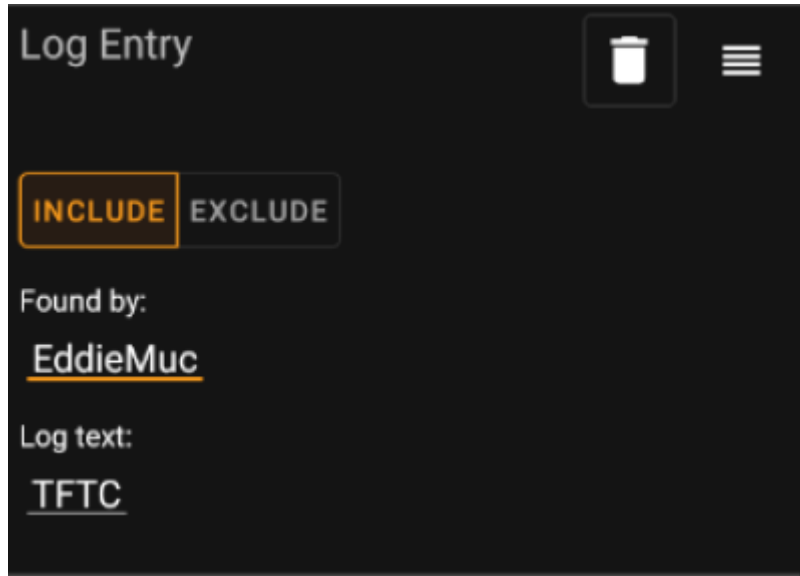 Log Entry
INCLUDE EXCLUDE
Found by:
EddieMuc
Log text:
TFTC